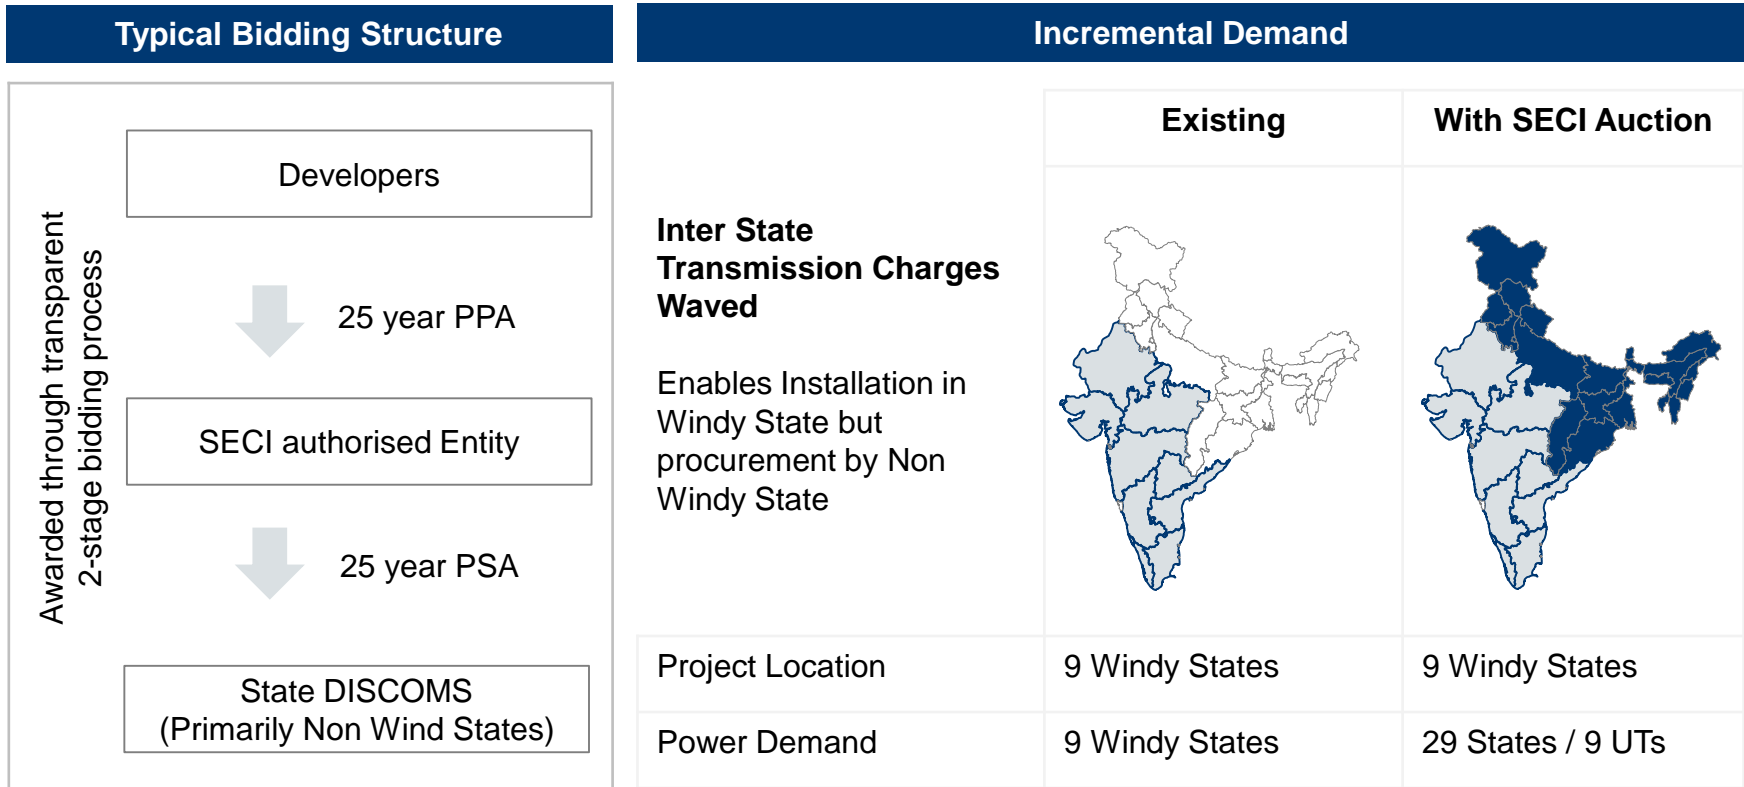 Typical Bidding Structure
Awarded through transparent
2-stage bidding process
Developers
25 year PPA
SECI authorised Entity
25 year PSA
State DISCOMS
(Primarily Non Wind States)
Incremental Demand
Existing
With SECI Auction
Inter State
Transmission Charges
Waved
Enables Installation in
Windy State but
procurement by Non
Windy State
Project Location
9 Windy States
9 Windy States
Power Demand
9 Windy States
29 States / 9 UTs